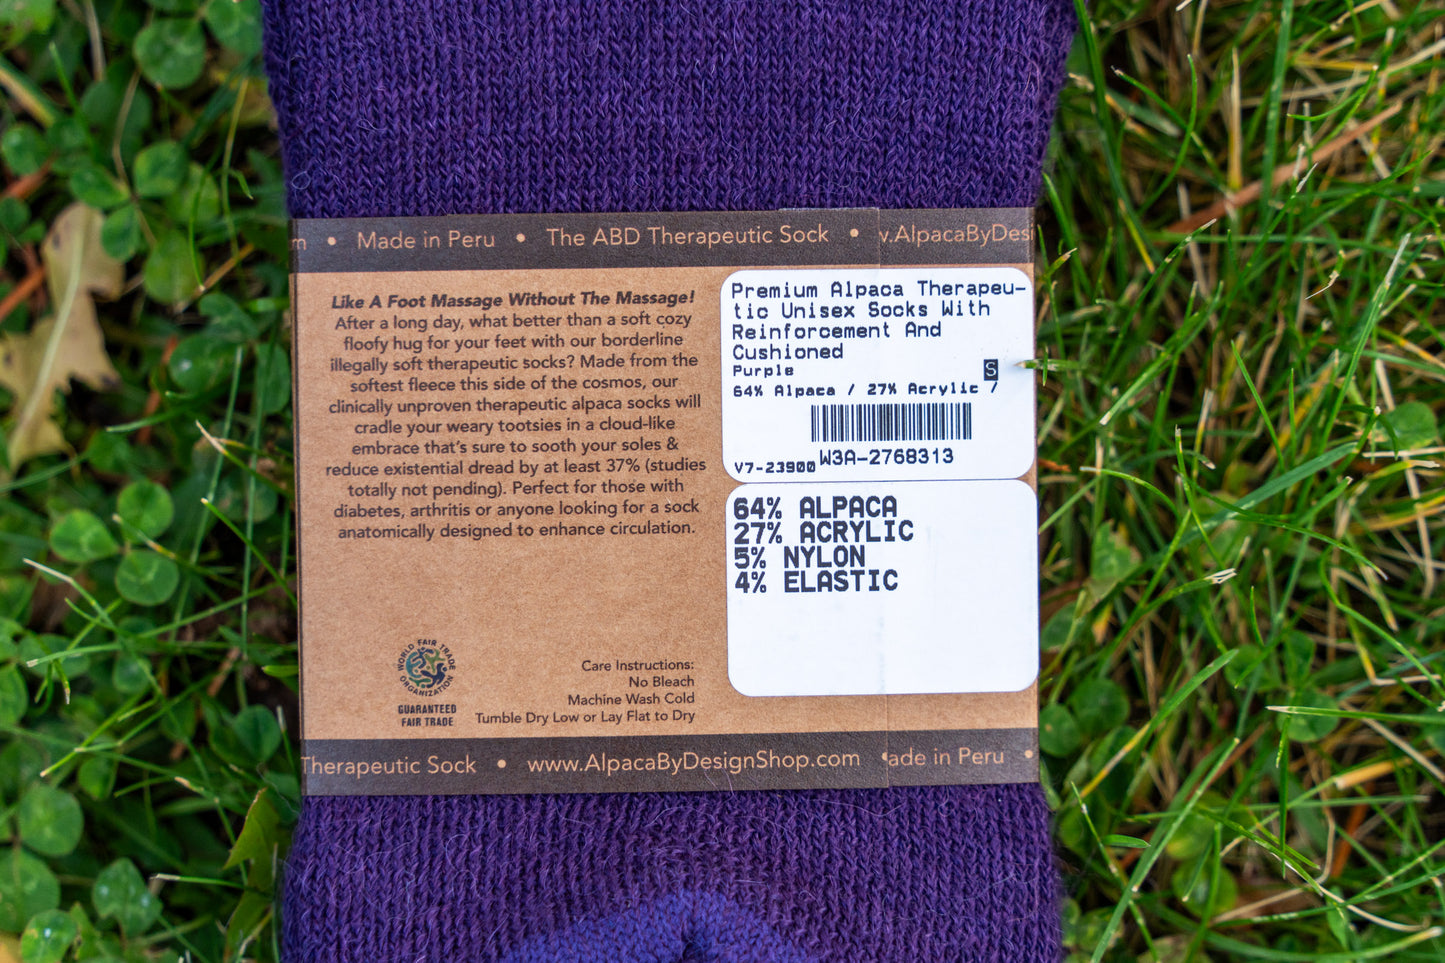 m • Made in Peru • The ABD Therapeutic Sock • w.AlpacaByDesi
Like A Foot Massage Without The Massage!
After a long day, what better than a soft cozy
floofy hug for your feet with our borderline
illegally soft therapeutic socks? Made from the
softest fleece this side of the cosmos, our
clinically unproven therapeutic alpaca socks will
cradle your weary tootsies in a cloud-like
embrace that's sure to sooth your soles &
reduce existential dread by at least 37% (studies
totally not pending). Perfect for those with
diabetes, arthritis or anyone looking for a sock
anatomically designed to enhance circulation.
WORLD FAIR TRADE
ORGANIZATION
GUARANTEED
FAIR TRADE
Care Instructions:
No Bleach
Machine Wash Cold
Tumble Dry Low or Lay Flat to Dry
Premium Alpaca Therapeu-
tic Unisex Socks With
Reinforcement And
Cushioned
Purple S
64% Alpaca / 27% Acrylic /
V7-23900 W3A-2768313
64% ALPACA
27% ACRYLIC
5% NYLON
4% ELASTIC
Therapeutic Sock • www.AlpacaByDesignShop.com ade in Peru •